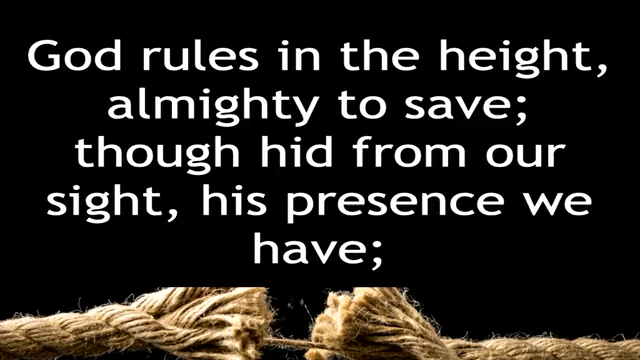 God rules in the height,
almighty to save;
though hid from our
sight, his presence we
have;